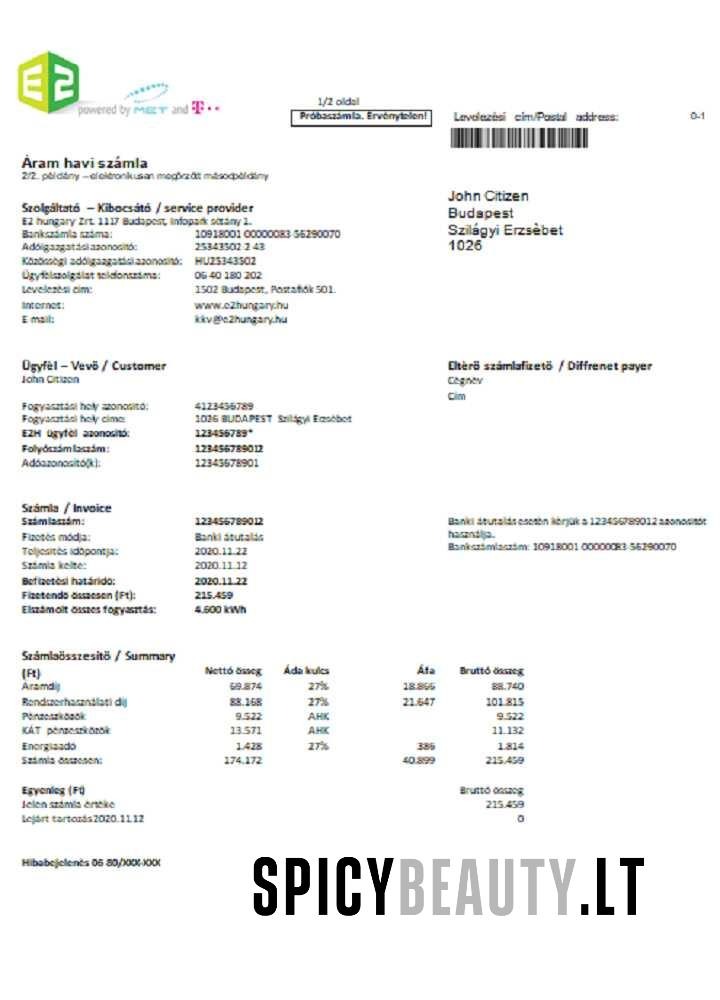 E2
powered by MET and T
1/2 oldal
Próbaszámla. Érvénytelen!
Levelezési cím/Postal address:
0-1
Áram havi számla
2/2. példány – elektronikusan megőrzött másodpéldány
John Citizen
Budapest
Szilágyi Erzsèbet
1026
Szolgáltató – Kibocsátó / service provider
E2 hungary Zrt. 1117 Budapest, Infopark sétány 1.
Bankszámla száma: 10918001 00000083 56290070
Adóigazgatási azonosító: 25343502 2 43
Közösségi adóigazgatási azonosító: HU25343502
Ügyfélszolgálat telefonszáma: 06 40 180 202
Levelezési cím: 1502 Budapest, Postafiók 501.
Internet: www.e2hungary.hu
E mail: kkv@e2hungary.hu
Ügyfèl – Vevö / Customer
John Citizen
Eltèrö számlafizetö / Diffrenet payer
Cégnév
Cím
Fogyasztási hely azonosító: 4123456789
Fogyasztási hely címe: 1026 BUDAPEST Szilágyi Erzsébet
E2H ügyfél azonosító: 123456789*
Folyószámlaszám: 123456789012
Adóazonosító(k): 12345678901
Számla / Invoice
Számlaszám: 123456789012
Fizetés módja: Banki átutalás
Teljesítés időpontja: 2020.11.22
Számla kelte: 2020.11.12
Befizetési határidő: 2020.11.22
Fizetendő összesen (Ft): 215.459
Elszámolt összes fogyasztás: 4.600 kWh
Banki átutalás esetén kérjük a 123456789012 azonosítót
használja.
Bankszámlaszám: 10918001 00000083 56290070
Számlaösszesitö / Summary
(Ft) Nettó össeg Áda kulcs Áfa Bruttó összeg
Áramdíj 69.874 27% 18.866 88.740
Rendszerhasználati díj 88.168 27% 21.647 101.815
Pénzeszközök 9.522 AHK 9.522
KÁT pénzeszközök 13.571 AHK 11.132
Energiaadó 1.428 27% 386 1.814
Számla összesen: 174.172 40.899 215.459
Egyenleg (Ft) Bruttó összeg
Jelen számla értéke 215.459
Lejárt tartozás 2020.11.12 0
Hibabejelenés 06 80/XXX-XXX
SPICYBEAUTY.LT